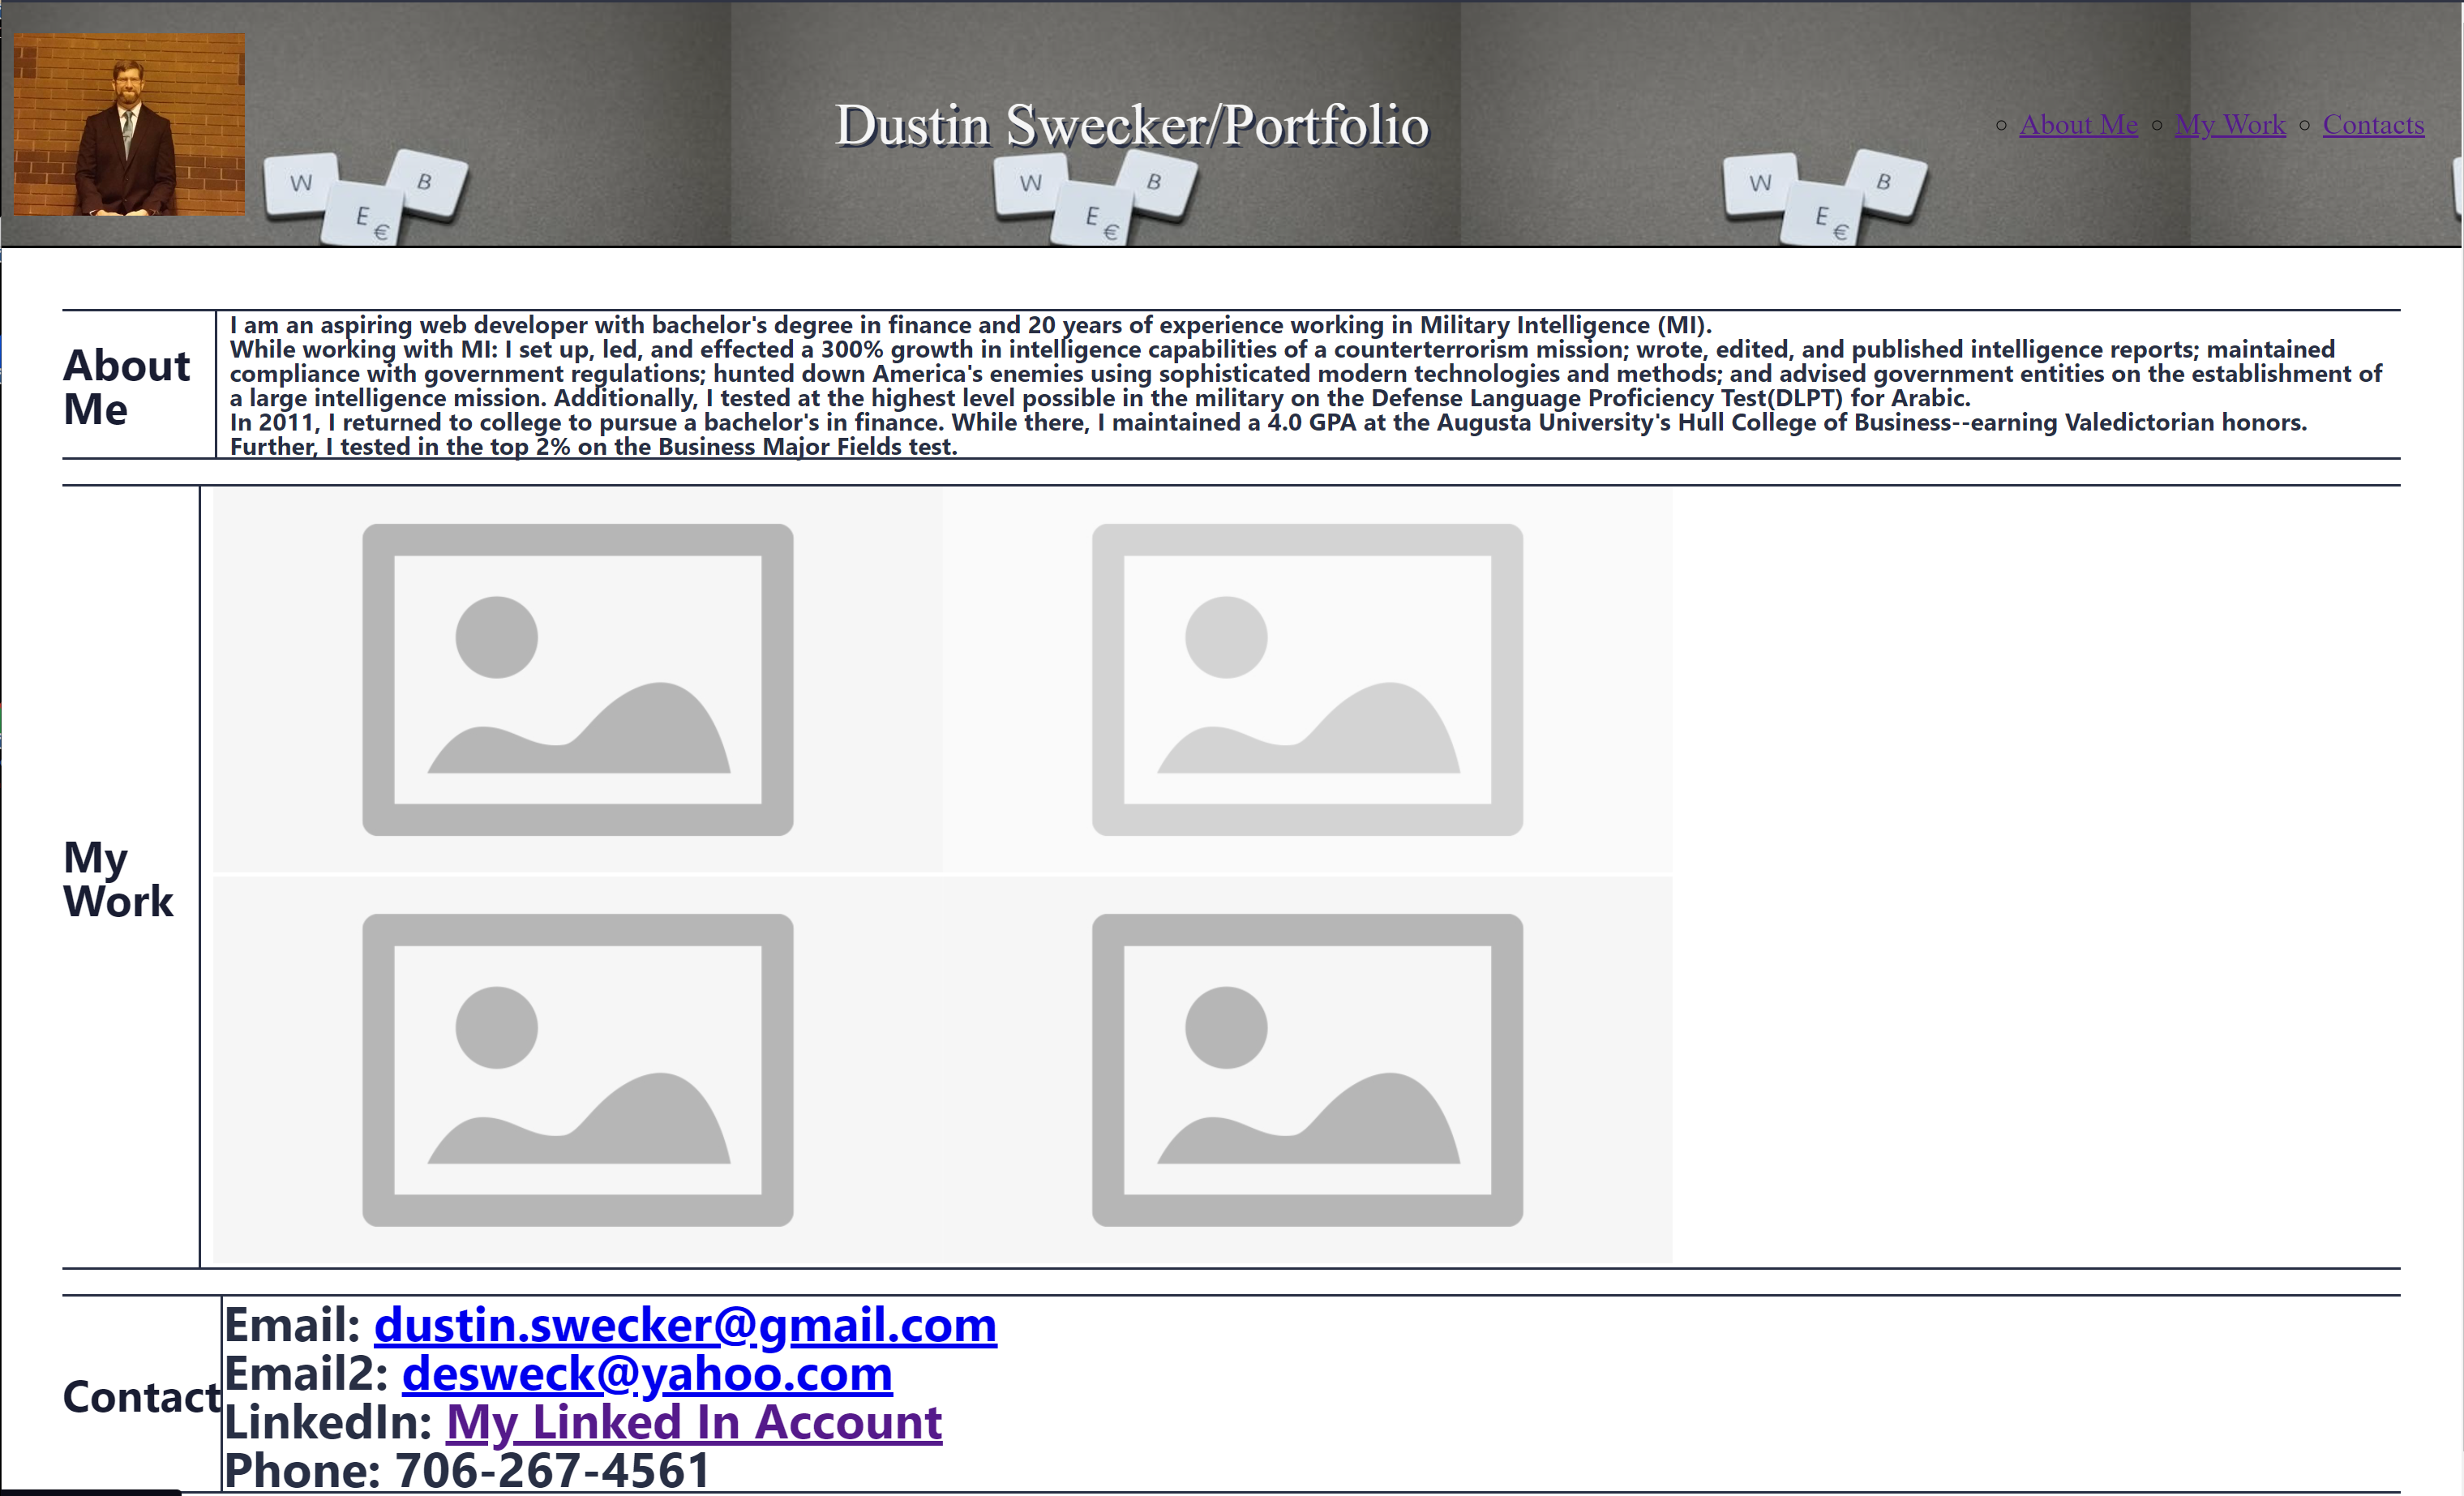 Dustin Swecker/Portfolio
About Me
My Work
Contacts
W B
E €
W B
E €
W B
E €
About
Me
I am an aspiring web developer with bachelor's degree in finance and 20 years of experience working in Military Intelligence (MI).
While working with MI: I set up, led, and effected a 300% growth in intelligence capabilities of a counterterrorism mission; wrote, edited, and published intelligence reports; maintained
compliance with government regulations; hunted down America's enemies using sophisticated modern technologies and methods; and advised government entities on the establishment of
a large intelligence mission. Additionally, I tested at the highest level possible in the military on the Defense Language Proficiency Test(DLPT) for Arabic.
In 2011, I returned to college to pursue a bachelor's in finance. While there, I maintained a 4.0 GPA at the Augusta University's Hull College of Business--earning Valedictorian honors.
Further, I tested in the top 2% on the Business Major Fields test.
My
Work
Contact
Email: dustin.swecker@gmail.com
Email2: desweck@yahoo.com
LinkedIn: My Linked In Account
Phone: 706-267-4561